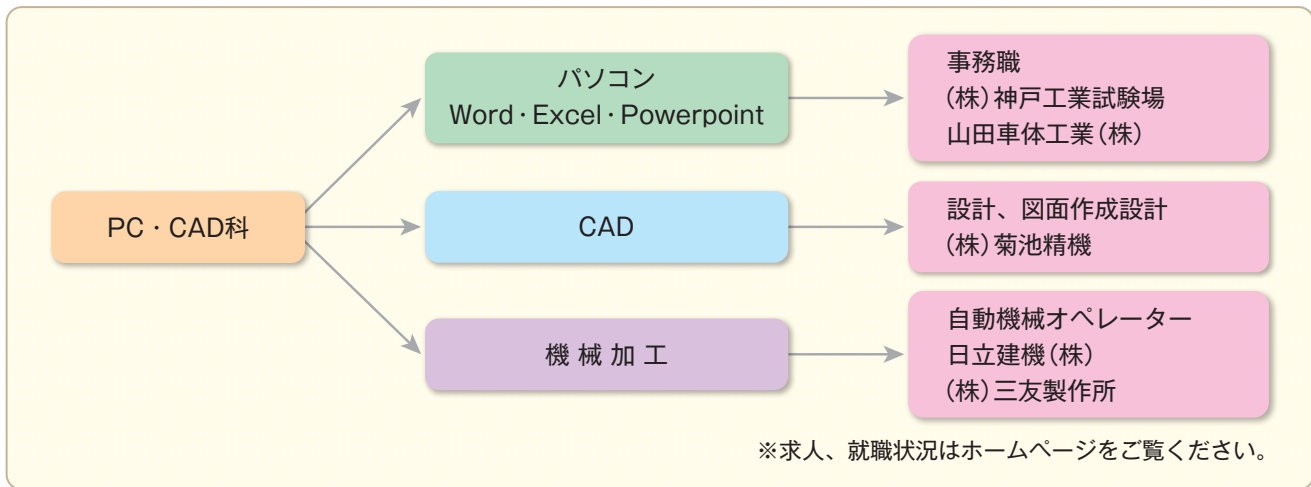 PC・CAD科
パソコン
Word・Excel・Powerpoint
事務職
(株)神戸工業試験場
山田車体工業(株)
CAD
設計、図面作成設計
(株)菊池精機
機械加工
自動機械オペレーター
日立建機(株)
(株)三友製作所
※求人、就職状況はホームページをご覧ください。